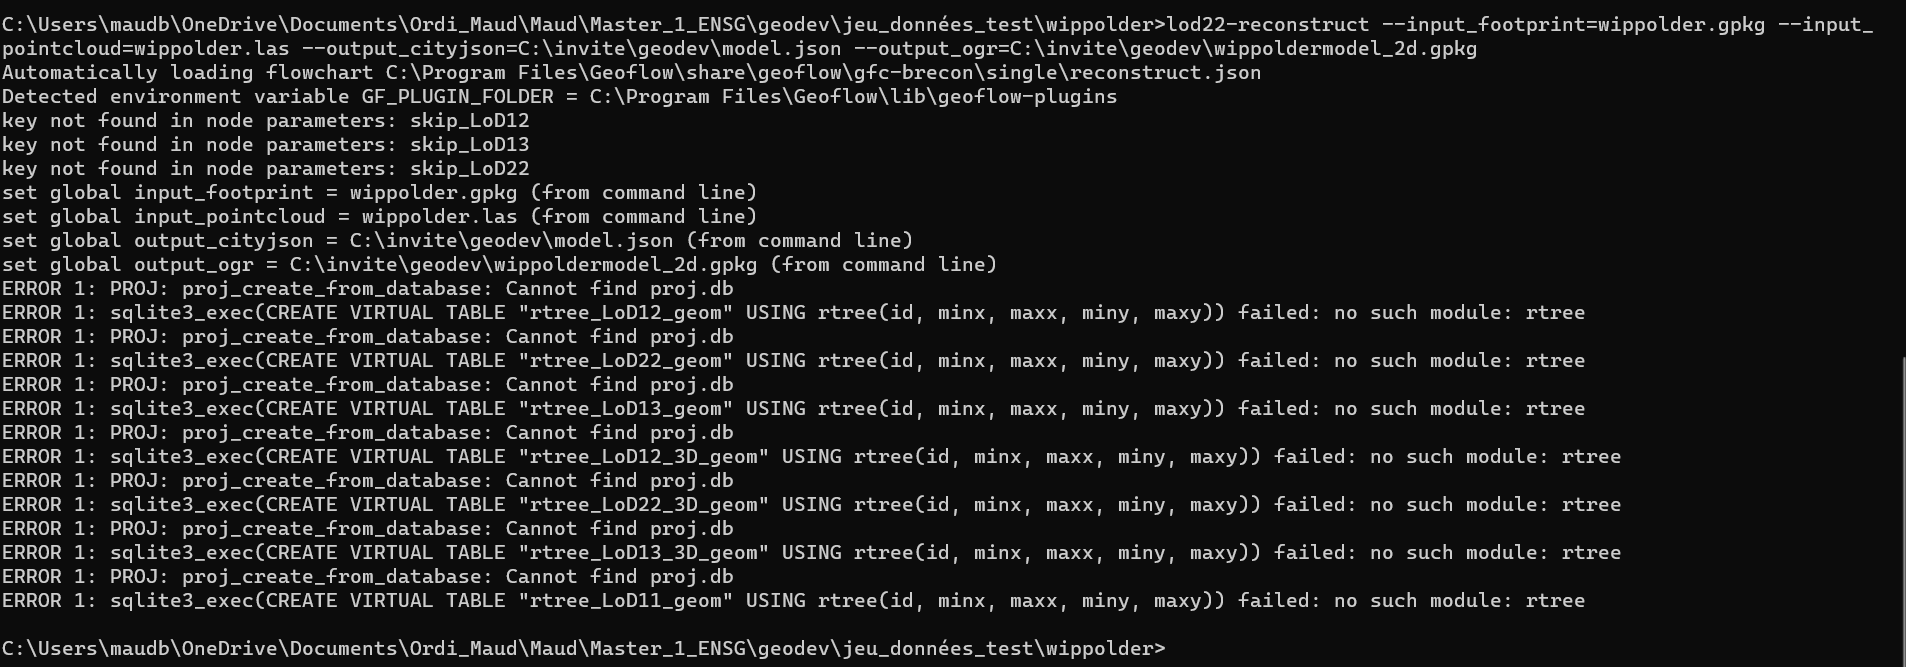 C:\Users\maudb\OneDrive\Documents\Ordi_Maud\Maud\Master_1_ENSG\geodev\jeu_données_test\wippolder>lod22-reconstruct --input_footprint=wippolder.gpkg --input_
pointcloud=wippolder.las --output_cityjson=C:\invite\geodev\model.json --output_ogr=C:\invite\geodev\wippoldermodel_2d.gpkg
Automatically loading flowchart C:\Program Files\Geoflow\share\geoflow\gfc-brecon\single\reconstruct.json
Detected environment variable GF_PLUGIN_FOLDER = C:\Program Files\Geoflow\lib\geoflow-plugins
key not found in node parameters: skip_LoD12
key not found in node parameters: skip_LoD13
key not found in node parameters: skip_LoD22
set global input_footprint = wippolder.gpkg (from command line)
set global input_pointcloud = wippolder.las (from command line)
set global output_cityjson = C:\invite\geodev\model.json (from command line)
set global output_ogr = C:\invite\geodev\wippoldermodel_2d.gpkg (from command line)
ERROR 1: PROJ: proj_create_from_database: Cannot find proj.db
ERROR 1: sqlite3_exec(CREATE VIRTUAL TABLE "rtree_LoD12_geom" USING rtree(id, minx, maxx, miny, maxy)) failed: no such module: rtree
ERROR 1: PROJ: proj_create_from_database: Cannot find proj.db
ERROR 1: sqlite3_exec(CREATE VIRTUAL TABLE "rtree_LoD22_geom" USING rtree(id, minx, maxx, miny, maxy)) failed: no such module: rtree
ERROR 1: PROJ: proj_create_from_database: Cannot find proj.db
ERROR 1: sqlite3_exec(CREATE VIRTUAL TABLE "rtree_LoD13_geom" USING rtree(id, minx, maxx, miny, maxy)) failed: no such module: rtree
ERROR 1: PROJ: proj_create_from_database: Cannot find proj.db
ERROR 1: sqlite3_exec(CREATE VIRTUAL TABLE "rtree_LoD12_3D_geom" USING rtree(id, minx, maxx, miny, maxy)) failed: no such module: rtree
ERROR 1: PROJ: proj_create_from_database: Cannot find proj.db
ERROR 1: sqlite3_exec(CREATE VIRTUAL TABLE "rtree_LoD22_3D_geom" USING rtree(id, minx, maxx, miny, maxy)) failed: no such module: rtree
ERROR 1: PROJ: proj_create_from_database: Cannot find proj.db
ERROR 1: sqlite3_exec(CREATE VIRTUAL TABLE "rtree_LoD13_3D_geom" USING rtree(id, minx, maxx, miny, maxy)) failed: no such module: rtree
ERROR 1: PROJ: proj_create_from_database: Cannot find proj.db
ERROR 1: sqlite3_exec(CREATE VIRTUAL TABLE "rtree_LoD11_geom" USING rtree(id, minx, maxx, miny, maxy)) failed: no such module: rtree
C:\Users\maudb\OneDrive\Documents\Ordi_Maud\Maud\Master_1_ENSG\geodev\jeu_données_test\wippolder>